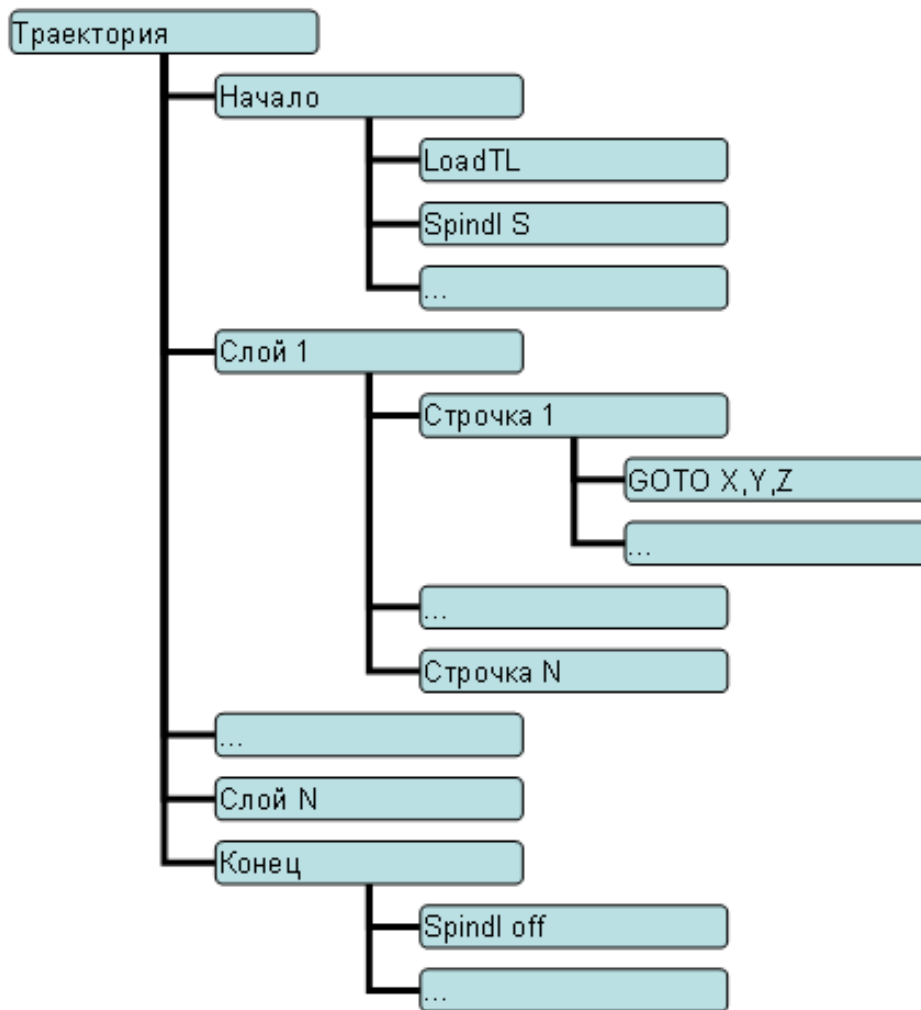 Траектория
Начало
LoadTL
Spindl S
...
Слой 1
Строчка 1
GOTO X,Y,Z
...
...
Строчка N
...
Слой N
Конец
Spindl off
...